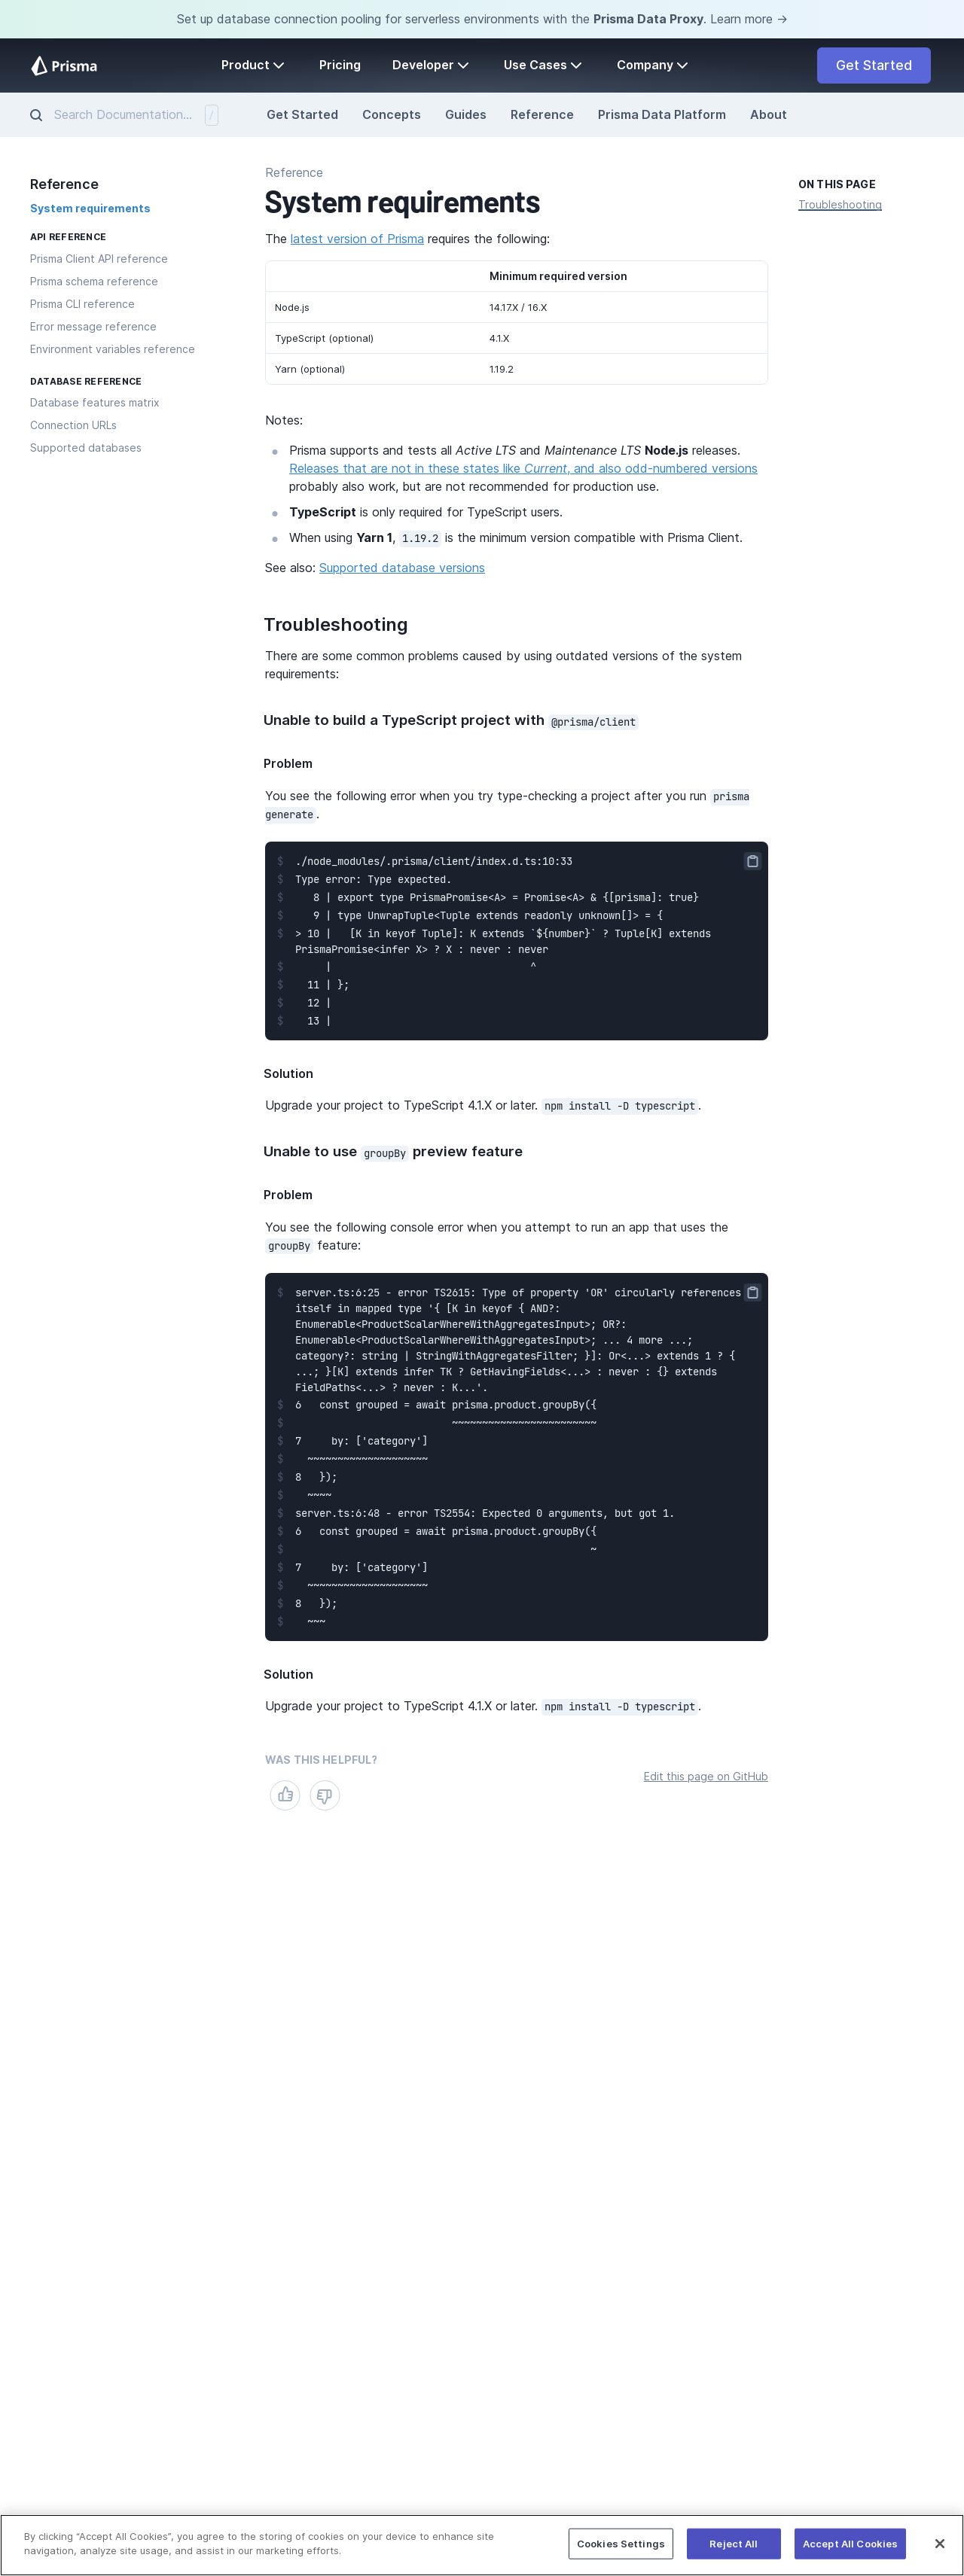 Set up database connection pooling for serverless environments with the Prisma Data Proxy. Learn more →
Prisma
Product
Pricing
Developer
Use Cases
Company
Get Started
Search Documentation...
/
Get Started
Concepts
Guides
Reference
Prisma Data Platform
About
Reference
System requirements
API REFERENCE
Prisma Client API reference
Prisma schema reference
Prisma CLI reference
Error message reference
Environment variables reference
DATABASE REFERENCE
Database features matrix
Connection URLs
Supported databases
Reference
System requirements
The latest version of Prisma requires the following:
Minimum required version
Node.js 14.17.X / 16.X
TypeScript (optional) 4.1.X
Yarn (optional) 1.19.2
Notes:
Prisma supports and tests all Active LTS and Maintenance LTS Node.js releases.
Releases that are not in these states like Current, and also odd-numbered versions
probably also work, but are not recommended for production use.
TypeScript is only required for TypeScript users.
When using Yarn 1, 1.19.2 is the minimum version compatible with Prisma Client.
See also: Supported database versions
Troubleshooting
There are some common problems caused by using outdated versions of the system
requirements:
Unable to build a TypeScript project with @prisma/client
Problem
You see the following error when you try type-checking a project after you run prisma
generate.
$ ./node_modules/.prisma/client/index.d.ts:10:33
$ Type error: Type expected.
$    8 | export type PrismaPromise<A> = Promise<A> & {[prisma]: true}
$    9 | type UnwrapTuple<Tuple extends readonly unknown[]> = {
$ > 10 |   [K in keyof Tuple]: K extends `${number}` ? Tuple[K] extends
PrismaPromise<infer X> ? X : never : never
$      |                                 ^
$   11 | };
$   12 |
$   13 |
Solution
Upgrade your project to TypeScript 4.1.X or later. npm install -D typescript.
Unable to use groupBy preview feature
Problem
You see the following console error when you attempt to run an app that uses the
groupBy feature:
$ server.ts:6:25 - error TS2615: Type of property 'OR' circularly references
itself in mapped type '{ [K in keyof { AND?:
Enumerable<ProductScalarWhereWithAggregatesInput>; OR?:
Enumerable<ProductScalarWhereWithAggregatesInput>; ... 4 more ...;
category?: string | StringWithAggregatesFilter; }]: Or<...> extends 1 ? {
...; }[K] extends infer TK ? GetHavingFields<...> : never : {} extends
FieldPaths<...> ? never : K...'.
$ 6   const grouped = await prisma.product.groupBy({
$                           ~~~~~~~~~~~~~~~~~~~~~~~~
$ 7     by: ['category']
$   ~~~~~~~~~~~~~~~~~~~~
$ 8   });
$   ~~~~
$ server.ts:6:48 - error TS2554: Expected 0 arguments, but got 1.
$ 6   const grouped = await prisma.product.groupBy({
$                                                  ~
$ 7     by: ['category']
$   ~~~~~~~~~~~~~~~~~~~~
$ 8   });
$   ~~~
Solution
Upgrade your project to TypeScript 4.1.X or later. npm install -D typescript.
WAS THIS HELPFUL?
Edit this page on GitHub
ON THIS PAGE
Troubleshooting
By clicking "Accept All Cookies", you agree to the storing of cookies on your device to enhance site
navigation, analyze site usage, and assist in our marketing efforts.
Cookies Settings
Reject All
Accept All Cookies